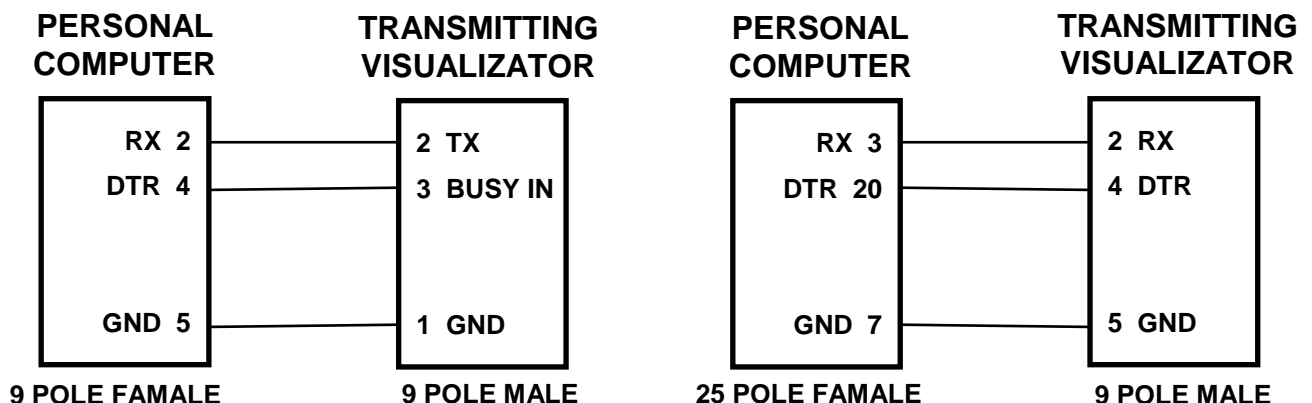 PERSONAL
COMPUTER
TRANSMITTING
VISUALIZATOR
RX 2
DTR 4
GND 5
2 TX
3 BUSY IN
1 GND
9 POLE FAMALE
9 POLE MALE
PERSONAL
COMPUTER
TRANSMITTING
VISUALIZATOR
RX 3
DTR 20
GND 7
2 RX
4 DTR
5 GND
25 POLE FAMALE
9 POLE MALE